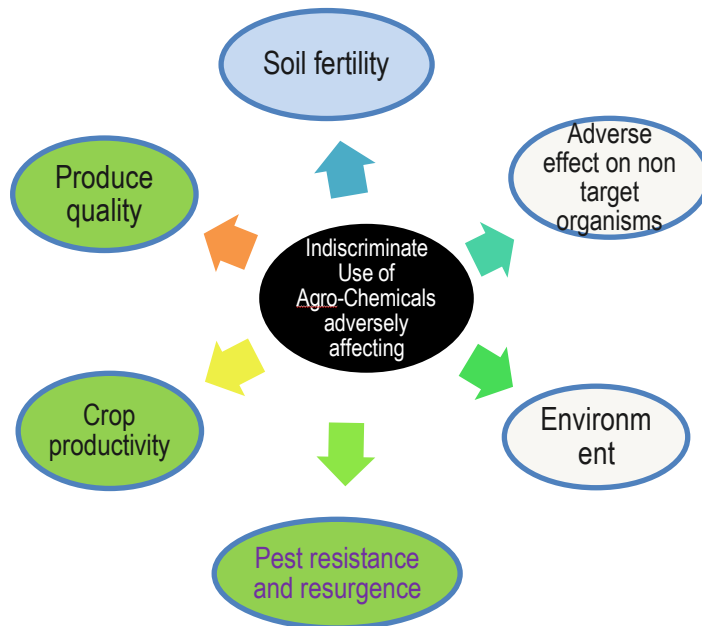 Soil fertility
Adverse
effect on non
target
organisms
Produce
quality
Indiscriminate
Use of
Agro-Chemicals
adversely
affecting
Crop
productivity
Environm
ent
Pest resistance
and resurgence